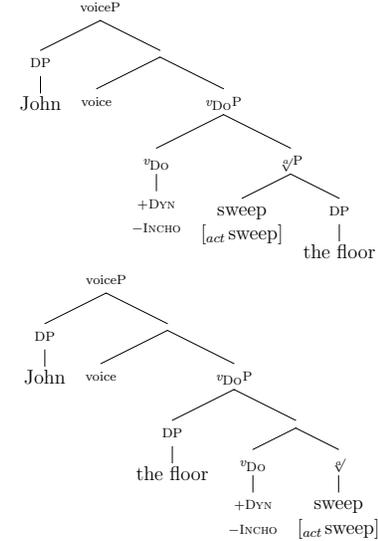 voiceP
DP
John voice vDoP
vDo a√P
+Dyn sweep DP
−Incho [act sweep] the floor
voiceP
DP
John voice vDoP
DP vDo a√
the floor +Dyn sweep
−Incho [act sweep]